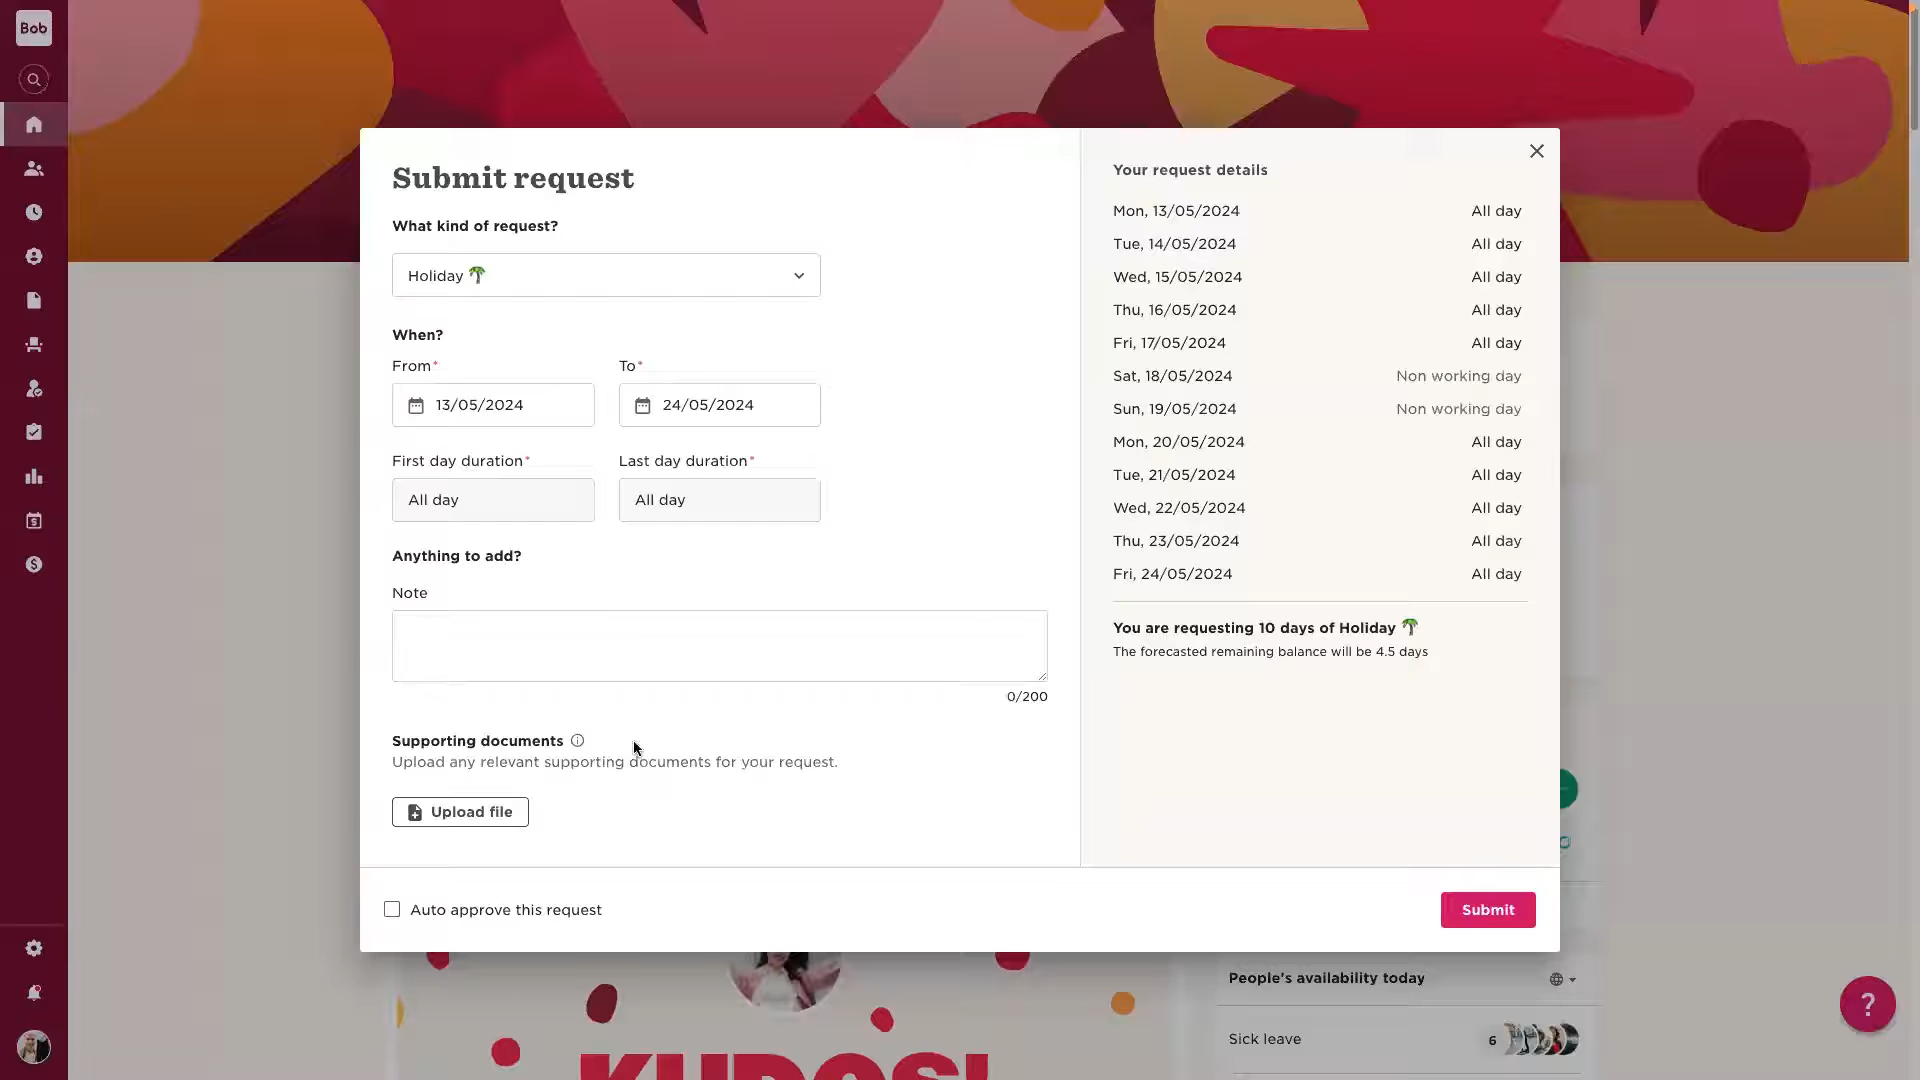 Bob
Submit request
What kind of request?
Holiday 🌴
When?
From*
To*
13/05/2024
24/05/2024
First day duration*
Last day duration*
All day
All day
Anything to add?
Note
0/200
Supporting documents
Upload any relevant supporting documents for your request.
Upload file
Auto approve this request
Submit
Your request details
Mon, 13/05/2024 All day
Tue, 14/05/2024 All day
Wed, 15/05/2024 All day
Thu, 16/05/2024 All day
Fri, 17/05/2024 All day
Sat, 18/05/2024 Non working day
Sun, 19/05/2024 Non working day
Mon, 20/05/2024 All day
Tue, 21/05/2024 All day
Wed, 22/05/2024 All day
Thu, 23/05/2024 All day
Fri, 24/05/2024 All day
You are requesting 10 days of Holiday 🌴
The forecasted remaining balance will be 4.5 days
KUDOS!
People's availability today
Sick leave 6
?